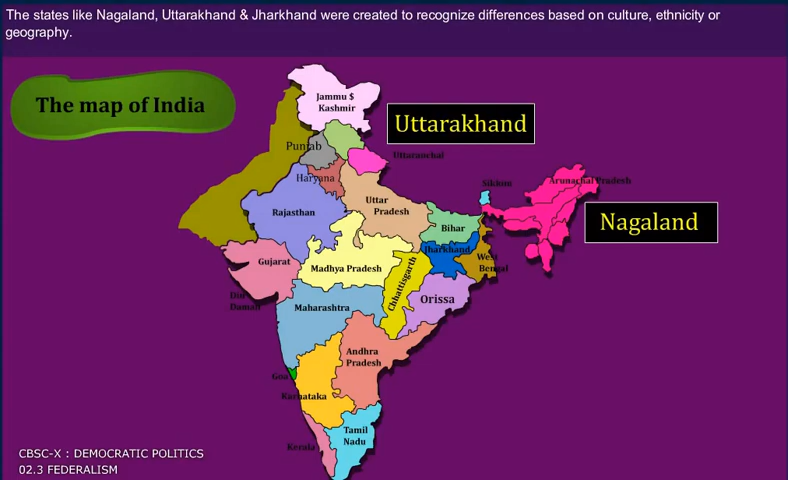 The states like Nagaland, Uttarakhand & Jharkhand were created to recognize differences based on culture, ethnicity or
geography.
The map of India
Jammu $
Kashmir
Uttarakhand
Punjab
Uttaranchal
Haryana
Sikkim
Arunachal Pradesh
Uttar
Pradesh
Rajasthan
Nagaland
Bihar
Jharkhand
West
Bengal
Gujarat
Madhya Pradesh
Chhattisgarth
Diu
Daman
Maharashtra
Orissa
Andhra
Pradesh
Goa
Karnataka
Tamil
Nadu
Kerala
CBSC-X : DEMOCRATIC POLITICS
02.3 FEDERALISM